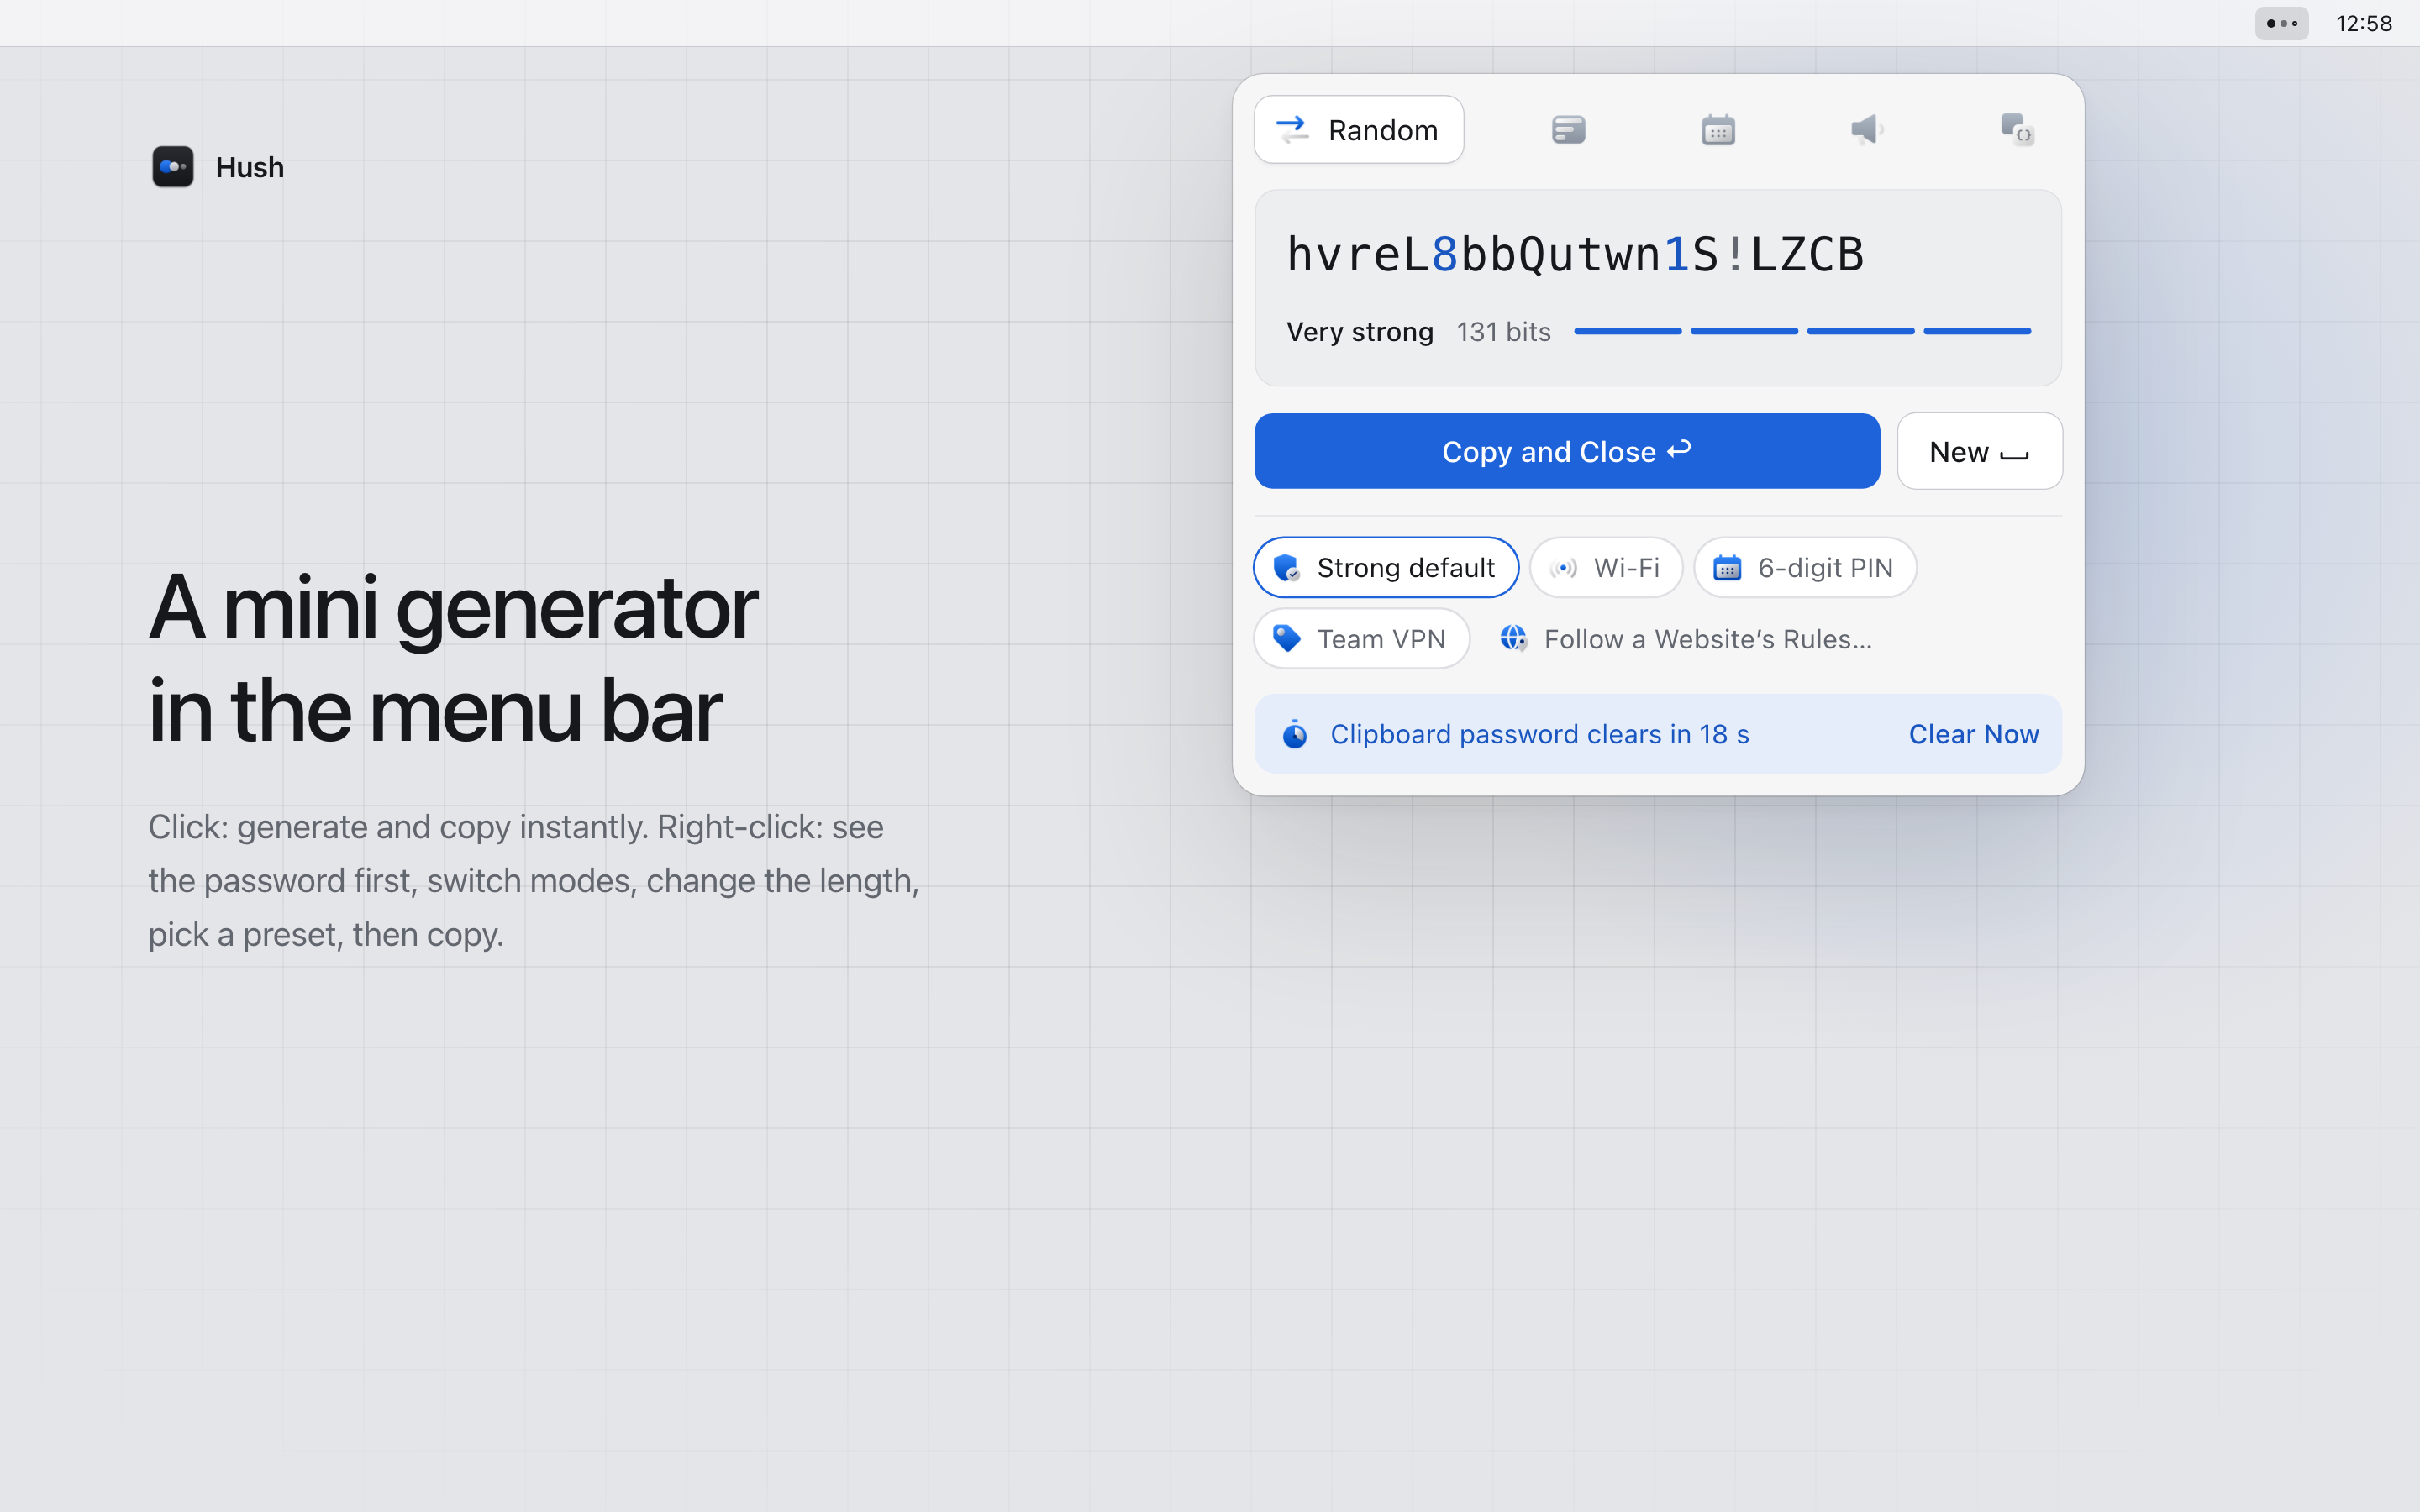 12:58
Hush
A mini generator
in the menu bar
Click: generate and copy instantly. Right-click: see
the password first, switch modes, change the length,
pick a preset, then copy.
Random
hvreL8bbQutwn1S!LZCB
Very strong 131 bits
Copy and Close
New
Strong default Wi-Fi 6-digit PIN
Team VPN Follow a Website’s Rules…
Clipboard password clears in 18 s Clear Now